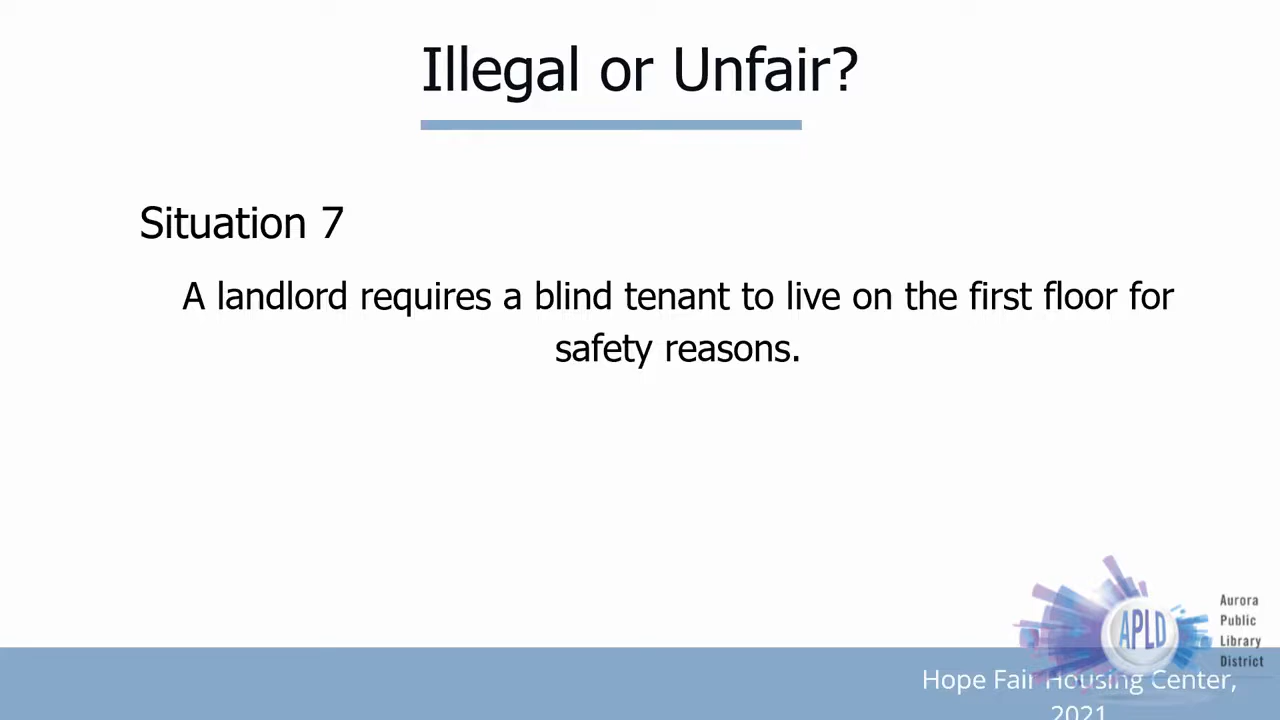 Illegal or Unfair?
Situation 7
A landlord requires a blind tenant to live on the first floor for
safety reasons.
APLD
Aurora
Public
Library
District
Hope Fair Housing Center,
2021